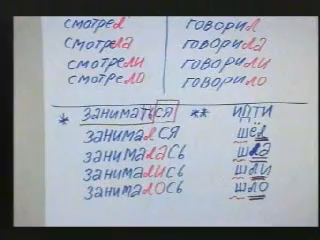 смотрел говорил
смотрела говорила
смотрели говорили
смотрело говорило
* заниматься ** идти
занимался шёл
занималась шла
занимались шли
занималось шло